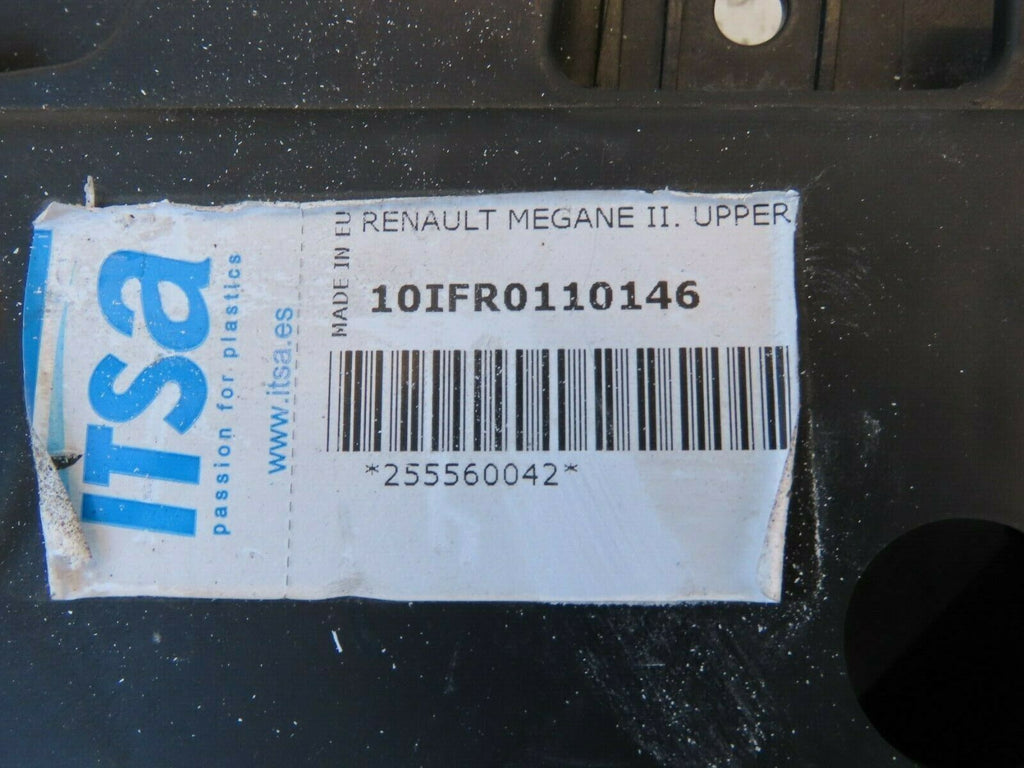 ITSA
passion for plastics
www.itsa.es
MADE IN EU
RENAULT MEGANE II. UPPER
10IFR0110146
*255560042*